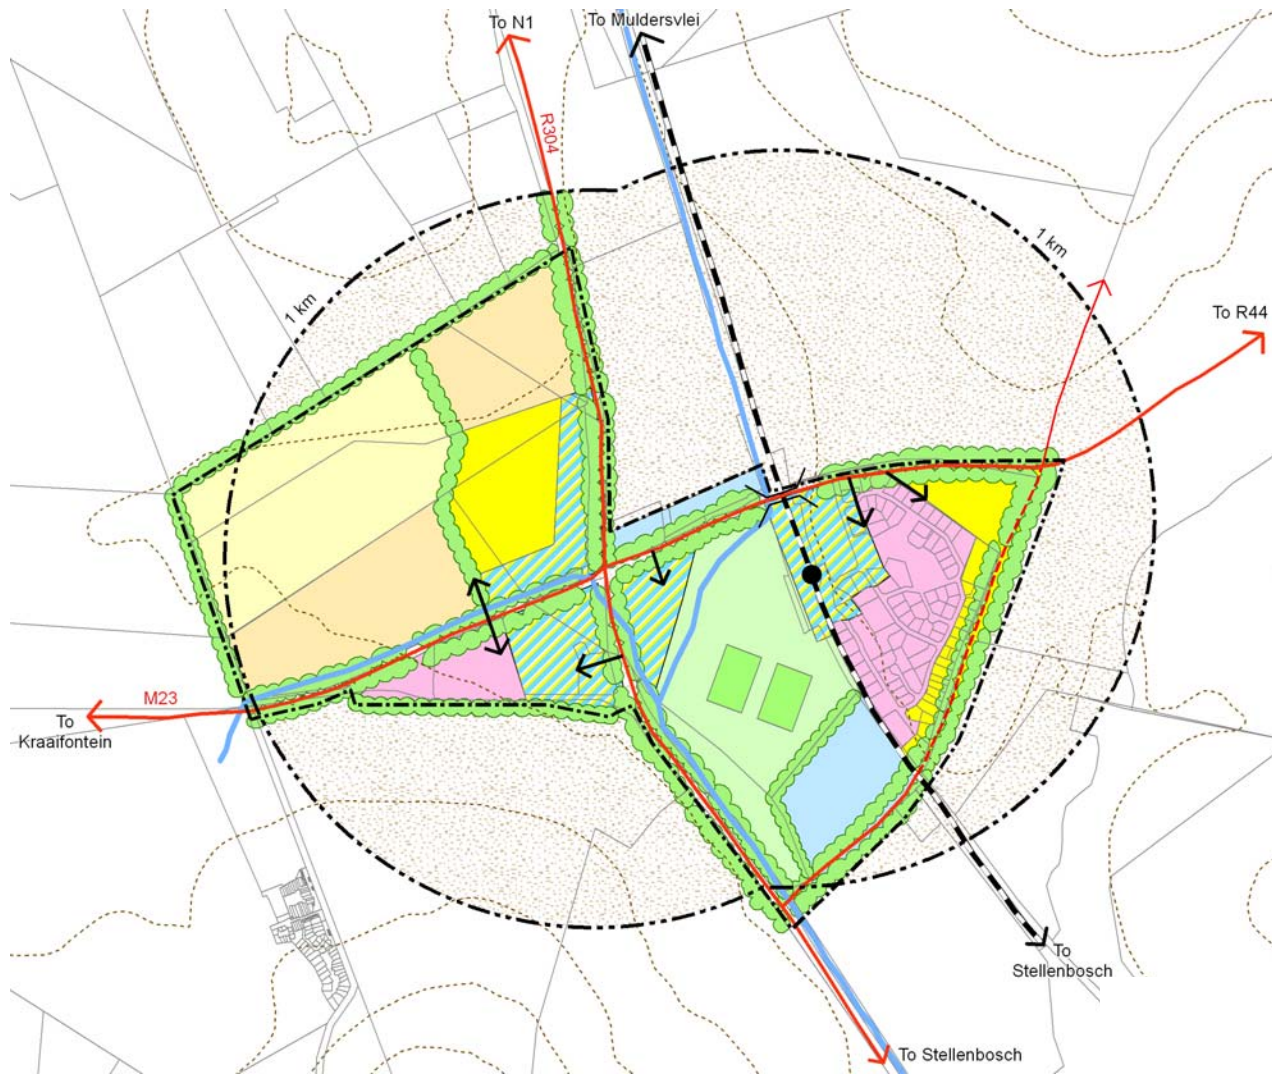 To N1
To Muldersvlei
R304
1 km
1 km
To R44
M23
To
Kraaifontein
To
Stellenbosch
To Stellenbosch